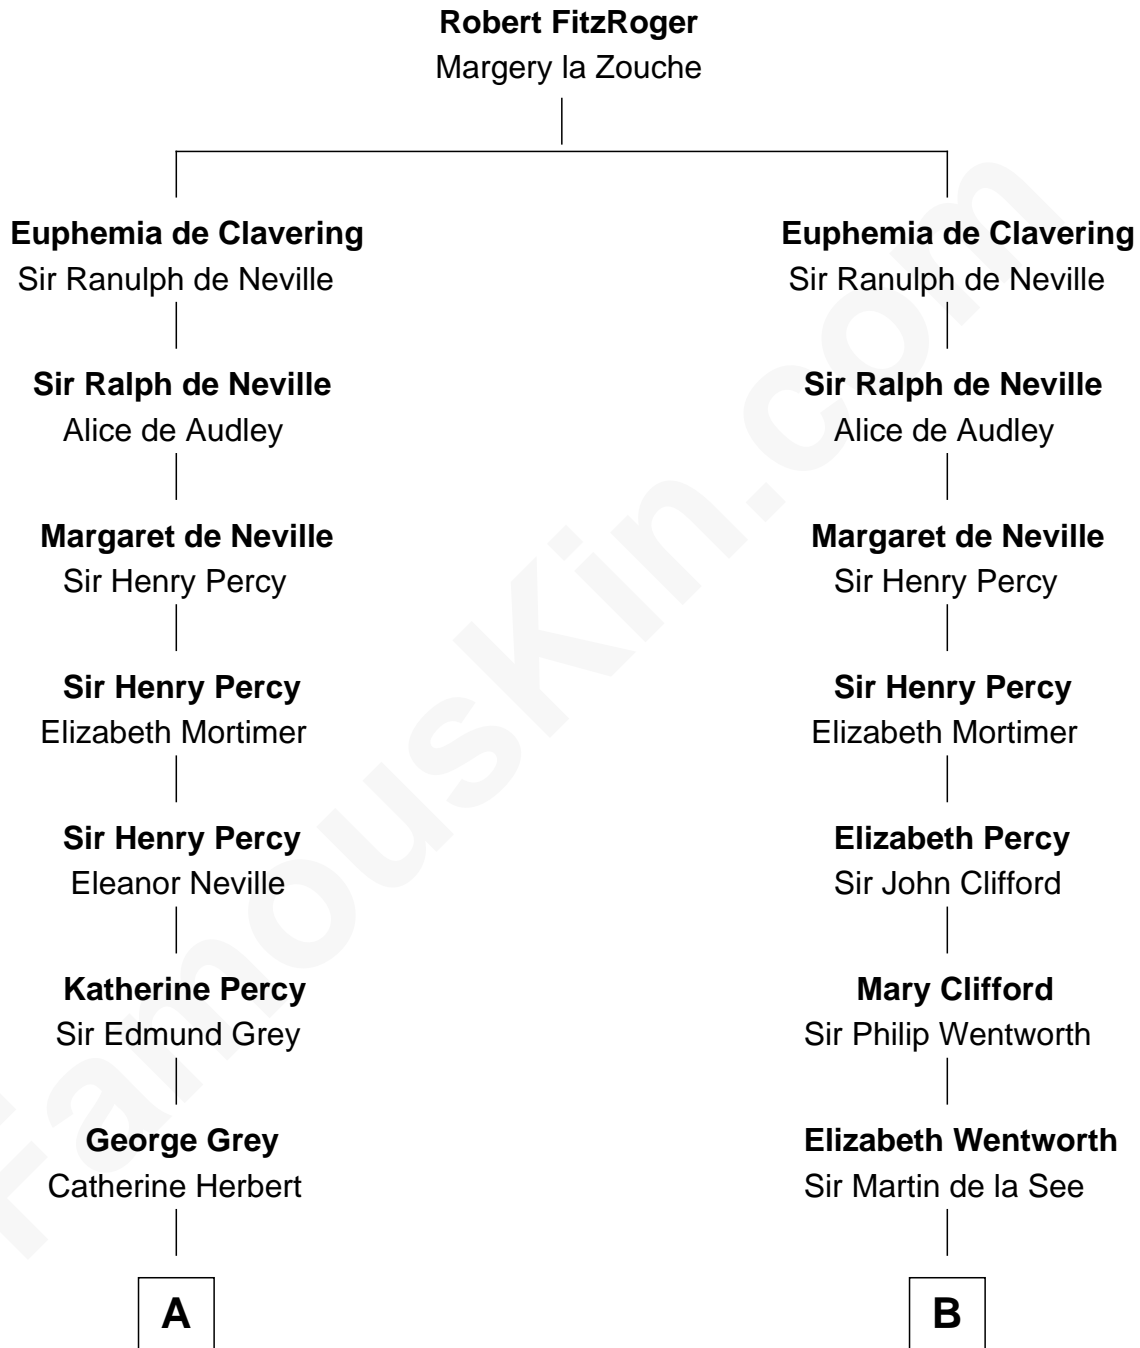 Robert FitzRoger
Margery la Zouche
Euphemia de Clavering
Sir Ranulph de Neville
Sir Ralph de Neville
Alice de Audley
Margaret de Neville
Sir Henry Percy
Sir Henry Percy
Elizabeth Mortimer
Sir Henry Percy
Eleanor Neville
Katherine Percy
Sir Edmund Grey
George Grey
Catherine Herbert
A
Euphemia de Clavering
Sir Ranulph de Neville
Sir Ralph de Neville
Alice de Audley
Margaret de Neville
Sir Henry Percy
Sir Henry Percy
Elizabeth Mortimer
Elizabeth Percy
Sir John Clifford
Mary Clifford
Sir Philip Wentworth
Elizabeth Wentworth
Sir Martin de la See
B
FamousKin.com